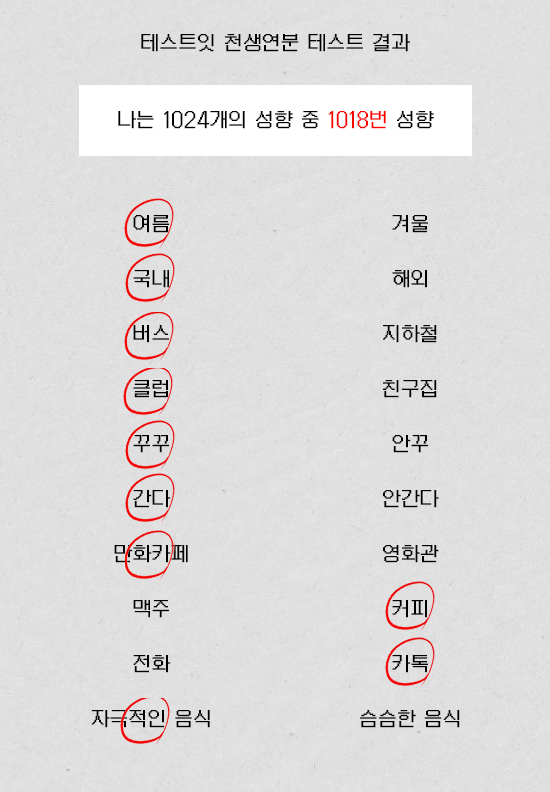 테스트잇 천생연분 테스트 결과
나는 1024개의 성향 중 1018번 성향
여름 겨울
국내 해외
버스 지하철
클럽 친구집
꾸꾸 안꾸
간다 안간다
만화카페 영화관
맥주 커피
전화 카톡
자극적인 음식 슴슴한 음식